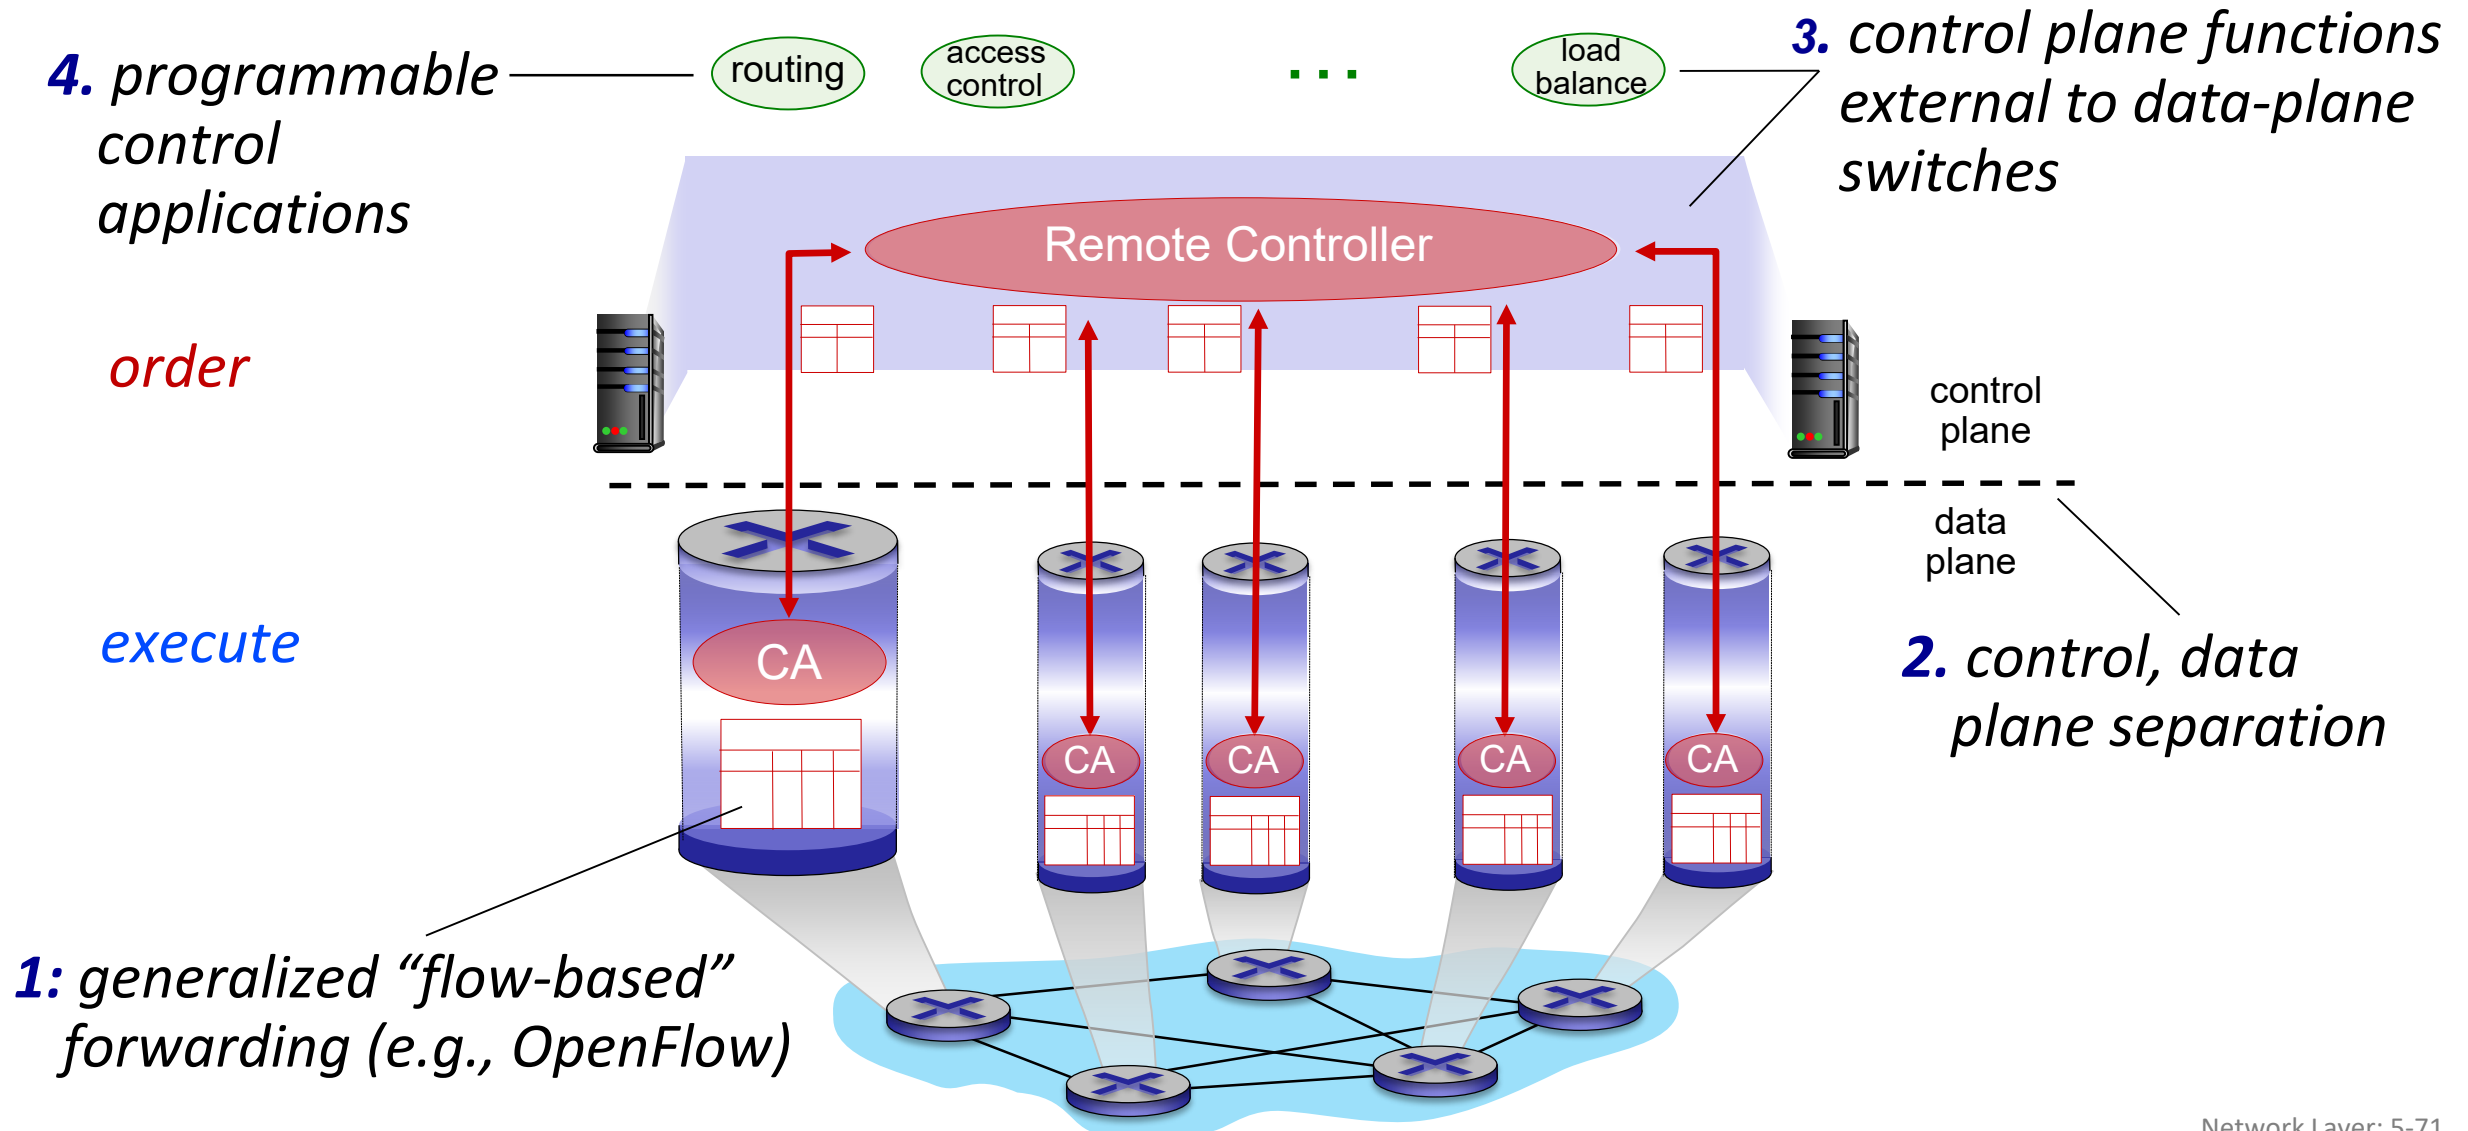 4. programmable
control
applications
routing
access
control
...
load
balance
3. control plane functions
external to data-plane
switches
Remote Controller
order
control
plane
data
plane
execute
CA
CA
CA
CA
CA
2. control, data
plane separation
1: generalized “flow-based”
forwarding (e.g., OpenFlow)
Network Layer: 5-71